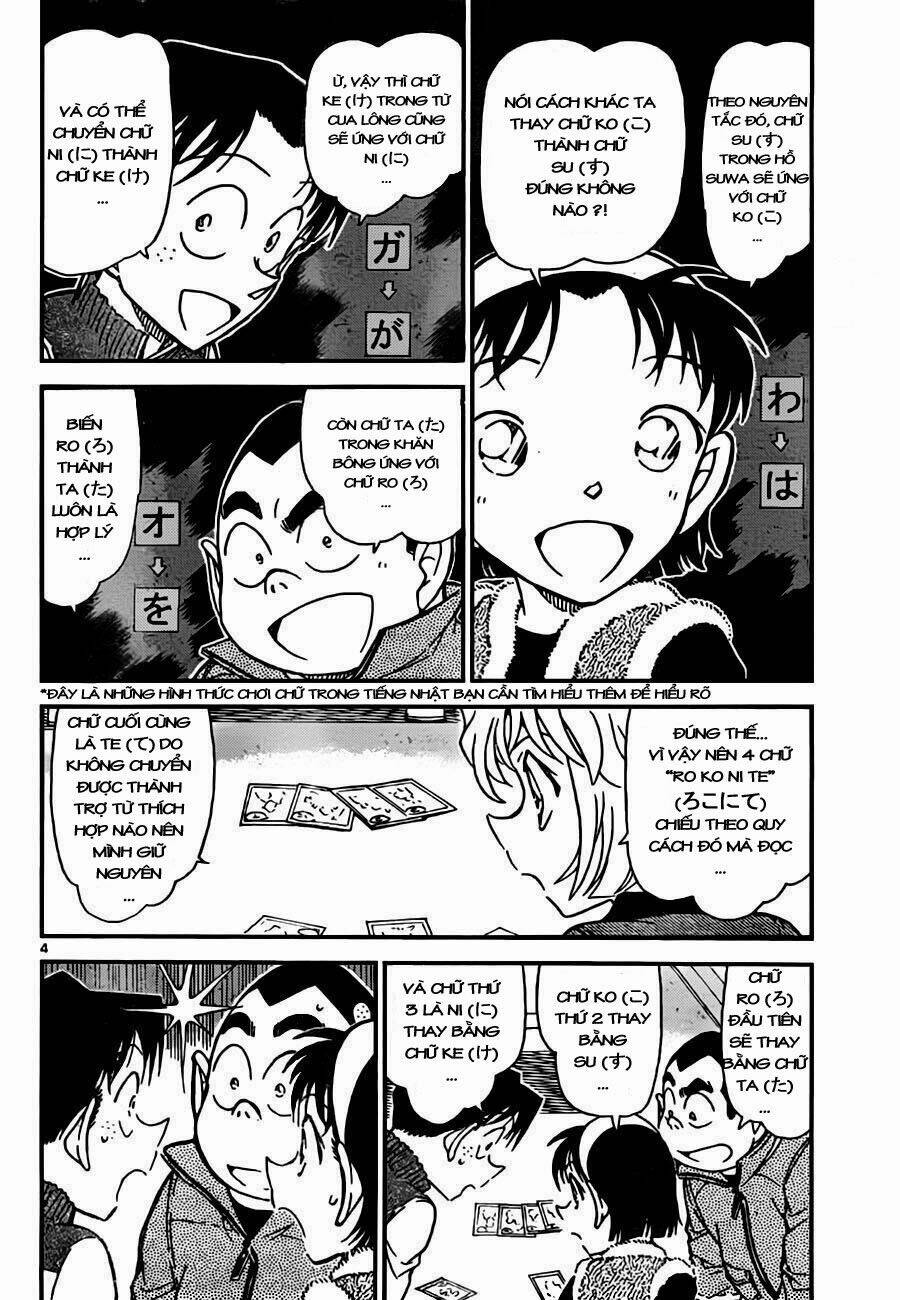 THEO NGUYÊN
TẮC ĐÓ, CHỮ
SU (す)
TRONG HỒ
SUWA SẼ ỨNG
VỚI CHỮ
KO (こ)
...
NÓI CÁCH KHÁC TA
THAY CHỮ KO (こ)
THÀNH CHỮ
SU (す)
ĐÚNG KHÔNG
NÀO ?!
わ
は
Ừ, VẬY THÌ CHỮ
KE (け) TRONG TỪ
CUA LÔNG CŨNG
SẼ ỨNG VỚI CHỮ
NI (に)
...
VÀ CÓ THỂ
CHUYỂN CHỮ
NI (に) THÀNH
CHỮ KE (け)
...
ガ
が
CÒN CHỮ TA (た)
TRONG KHĂN
BÔNG ỨNG VỚI
CHỮ RO (ろ)
...
BIẾN
RO (ろ)
THÀNH
TA (た)
LUÔN LÀ
HỢP LÝ
...
オ
を
*ĐÂY LÀ NHỮNG HÌNH THỨC CHƠI CHỮ TRONG TIẾNG NHẬT BẠN CẦN TÌM HIỂU THÊM ĐỂ HIỂU RÕ
ĐÚNG THẾ...
VÌ VẬY NÊN 4 CHỮ
"RO KO NI TE"
(ろこにて)
CHIẾU THEO QUY
CÁCH ĐÓ MÀ ĐỌC
...
CHỮ CUỐI CÙNG
LÀ TE (て) DO
KHÔNG CHUYỂN
ĐƯỢC THÀNH
TRỢ TỪ THÍCH
HỢP NÀO NÊN
MÌNH GIỮ
NGUYÊN
...
4
CHỮ
RO (ろ)
ĐẦU TIÊN
SẼ THAY
BẰNG CHỮ
TA (た)
...
CHỮ KO (こ)
THỨ 2 THAY
BẰNG
SU (す)
...
VÀ CHỮ THỨ
3 LÀ NI (に)
THAY BẰNG
CHỮ KE (け)
...